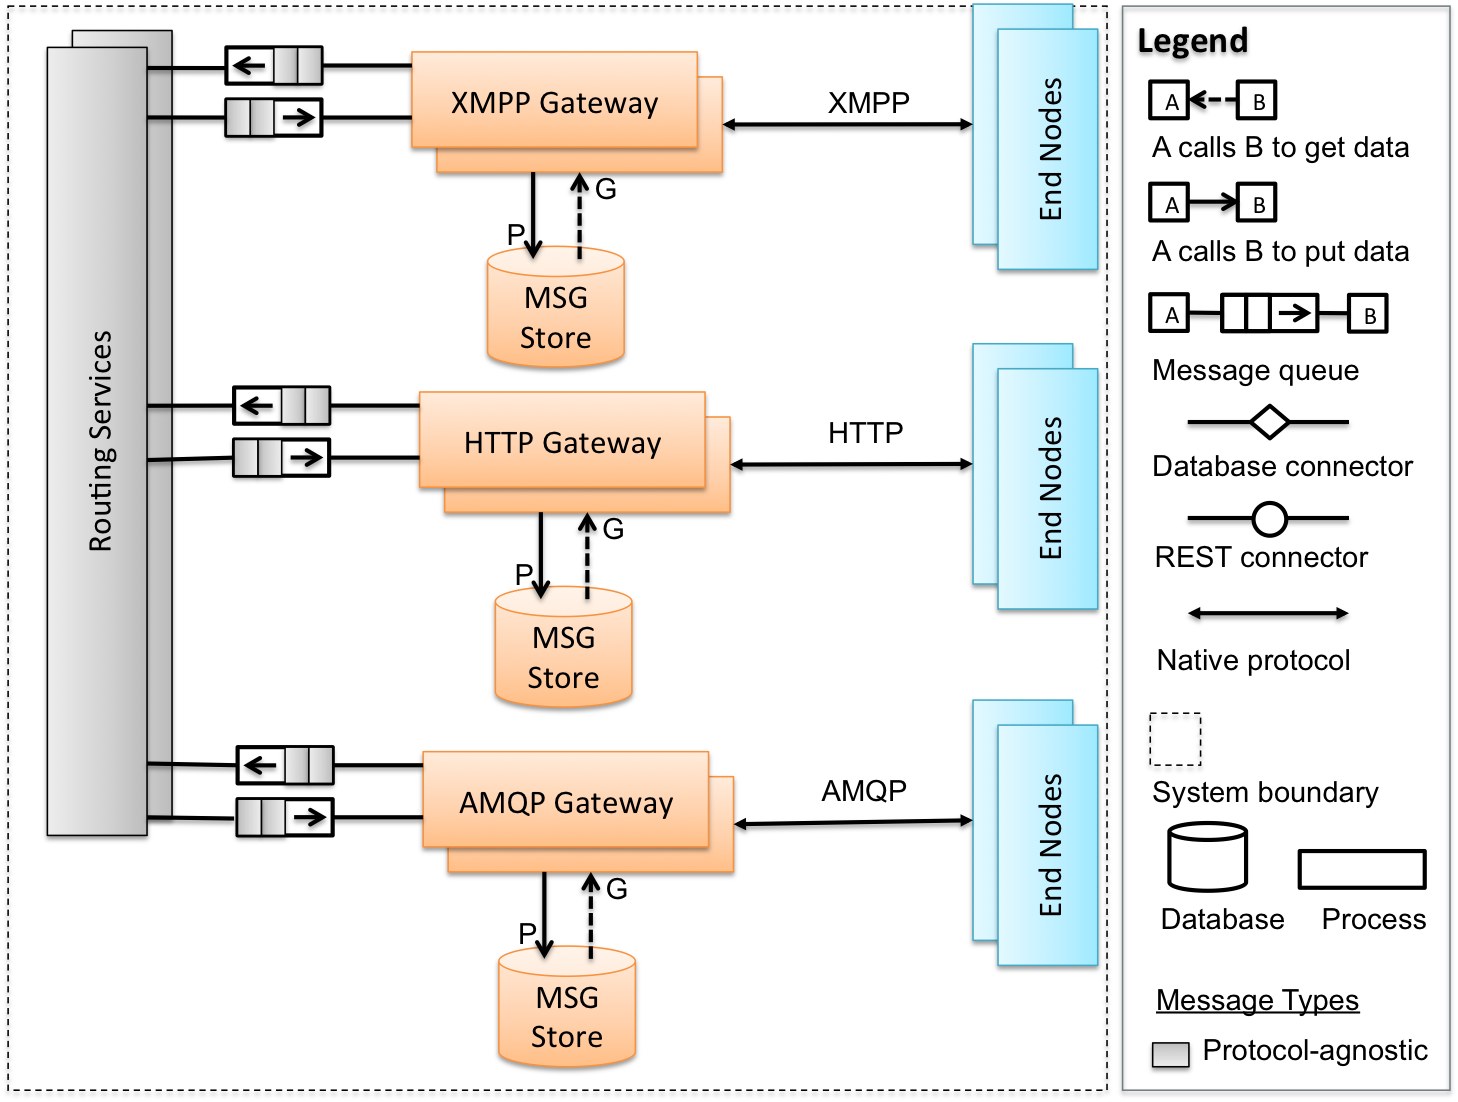 Routing Services
XMPP Gateway
XMPP
End Nodes
P
G
MSG
Store
HTTP Gateway
HTTP
End Nodes
P
G
MSG
Store
AMQP Gateway
AMQP
End Nodes
P
G
MSG
Store
Legend
A B
A calls B to get data
A B
A calls B to put data
A B
Message queue
Database connector
REST connector
Native protocol
System boundary
Database Process
Message Types
Protocol-agnostic